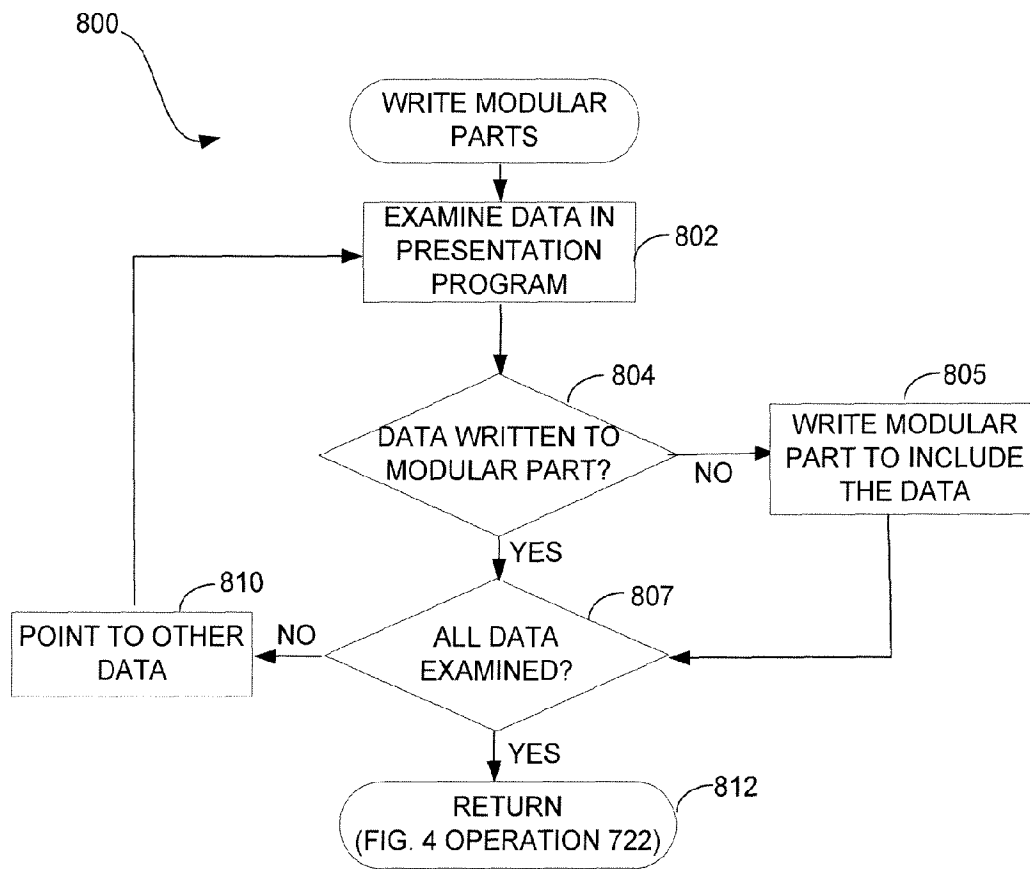 800
WRITE MODULAR
PARTS
EXAMINE DATA IN
PRESENTATION
PROGRAM
802
804
DATA WRITTEN TO
MODULAR PART?
NO
805
WRITE MODULAR
PART TO INCLUDE
THE DATA
YES
810
POINT TO OTHER
DATA
NO
807
ALL DATA
EXAMINED?
YES
812
RETURN
(FIG. 4 OPERATION 722)